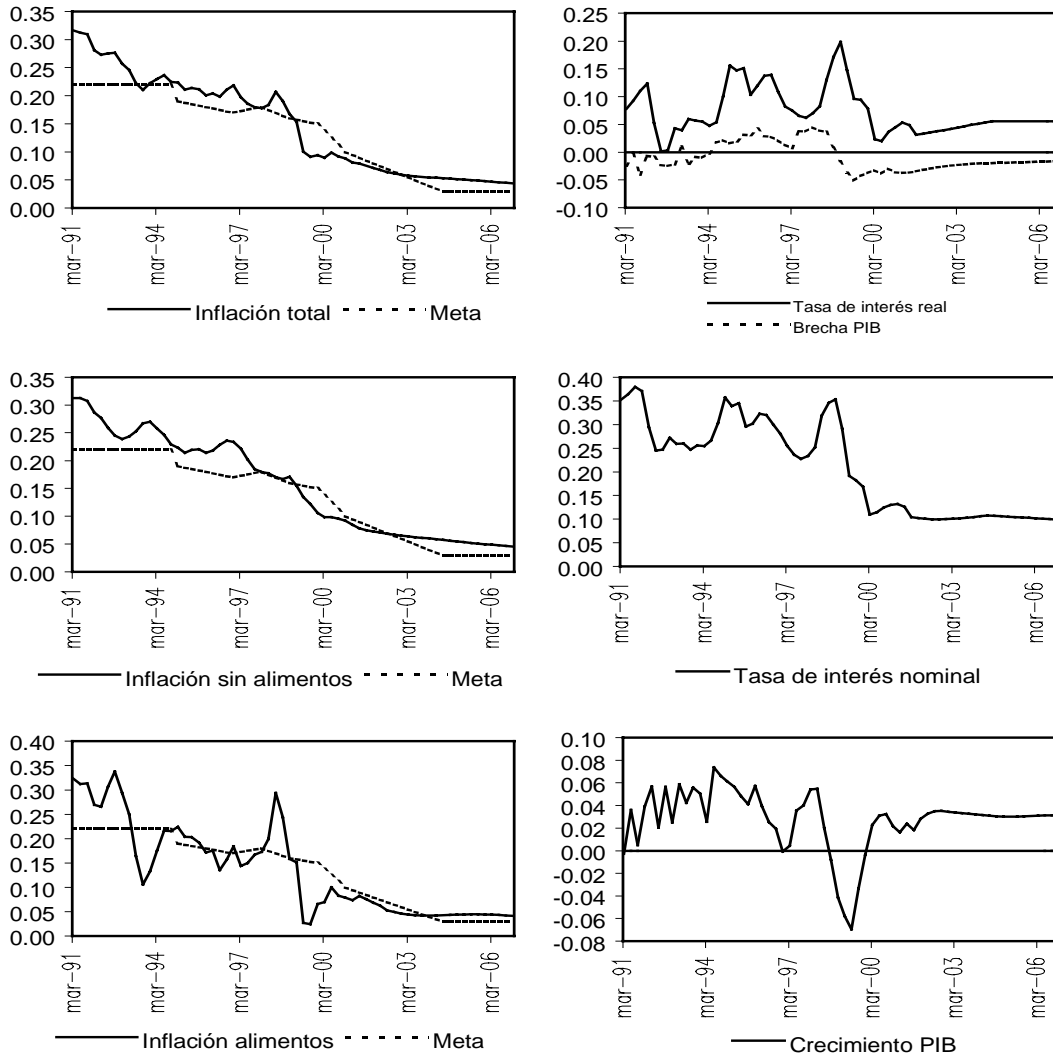 0.35
0.30
0.25
0.20
0.15
0.10
0.05
0.00
mar-91
mar-94
mar-97
mar-00
mar-03
mar-06
Inflación total Meta
0.25
0.20
0.15
0.10
0.05
0.00
-0.05
-0.10
mar-91
mar-94
mar-97
mar-00
mar-03
mar-06
Tasa de interés real
Brecha PIB
0.35
0.30
0.25
0.20
0.15
0.10
0.05
0.00
mar-91
mar-94
mar-97
mar-00
mar-03
mar-06
Inflación sin alimentos Meta
0.40
0.35
0.30
0.25
0.20
0.15
0.10
0.05
0.00
mar-91
mar-94
mar-97
mar-00
mar-03
mar-06
Tasa de interés nominal
0.40
0.35
0.30
0.25
0.20
0.15
0.10
0.05
0.00
mar-91
mar-94
mar-97
mar-00
mar-03
mar-06
Inflación alimentos Meta
0.10
0.08
0.06
0.04
0.02
0.00
-0.02
-0.04
-0.06
-0.08
mar-91
mar-94
mar-97
mar-00
mar-03
mar-06
Crecimiento PIB